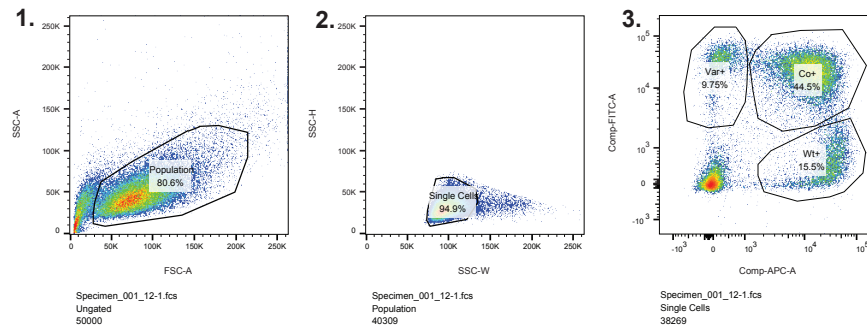 1.
250K
200K
150K
100K
50K
0
SSC-A
Population
80.6%
0 50K 100K 150K 200K 250K
FSC-A
Specimen_001_12-1.fcs
Ungated
50000
2.
250K
200K
150K
100K
50K
0
SSC-H
Single Cells
94.9%
0 50K 100K 150K 200K 250K
SSC-W
Specimen_001_12-1.fcs
Population
40309
3.
10^5
10^4
10^3
0
-10^3
Comp-FITC-A
Var+
9.75%
Co+
44.5%
Wt+
15.5%
-10^3 0 10^3 10^4 10^5
Comp-APC-A
Specimen_001_12-1.fcs
Single Cells
38269